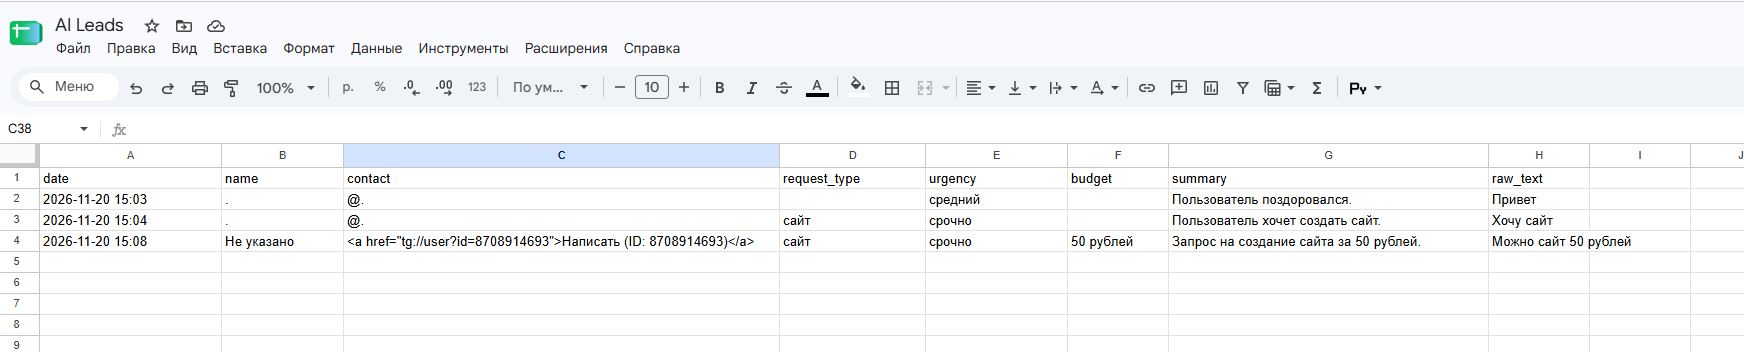 AI Leads
Файл Правка Вид Вставка Формат Данные Инструменты Расширения Справка
Меню 100% р. % .0 .00 123 По ум... − 10 + B I S A Σ Py
C38 fx
A B C D E F G H I J
1 date name contact request_type urgency budget summary raw_text
2 2026-11-20 15:03 . @. средний Пользователь поздоровался. Привет
3 2026-11-20 15:04 . @. сайт срочно Пользователь хочет создать сайт. Хочу сайт
4 2026-11-20 15:08 Не указано <a href="tg://user?id=8708914693">Написать (ID: 8708914693)</a> сайт срочно 50 рублей Запрос на создание сайта за 50 рублей. Можно сайт 50 рублей
5
6
7
8
9